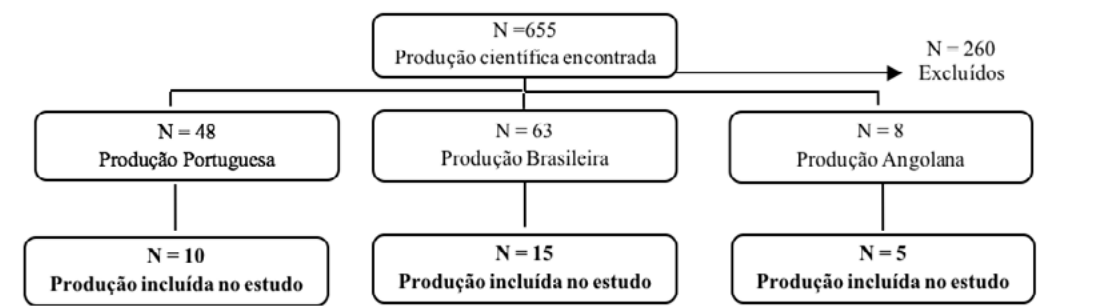 N =655
Produção científica encontrada
N = 260
Excluídos
N = 48
Produção Portuguesa
N = 63
Produção Brasileira
N = 8
Produção Angolana
N = 10
Produção incluída no estudo
N = 15
Produção incluída no estudo
N = 5
Produção incluída no estudo